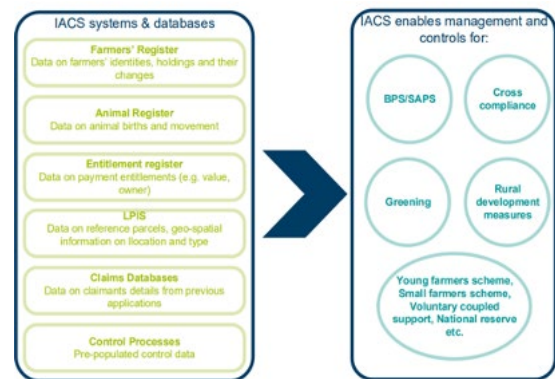 IACS systems & databases
Farmers' Register
Data on farmers' identities, holdings and their
changes
Animal Register
Data on animal births and movement
Entitlement register
Data on payment entitlements (e.g. value,
owner)
LPIS
Data on reference parcels, geo-spatial
information on llocation and type
Claims Databases
Data on claimants details from previous
applications
Control Processes
Pre-populated control data
IACS enables management and
controls for:
BPS/SAPS
Cross
compliance
Greening
Rural
development
measures
Young farmers scheme,
Small farmers scheme,
Voluntary coupled
support, National reserve
etc.